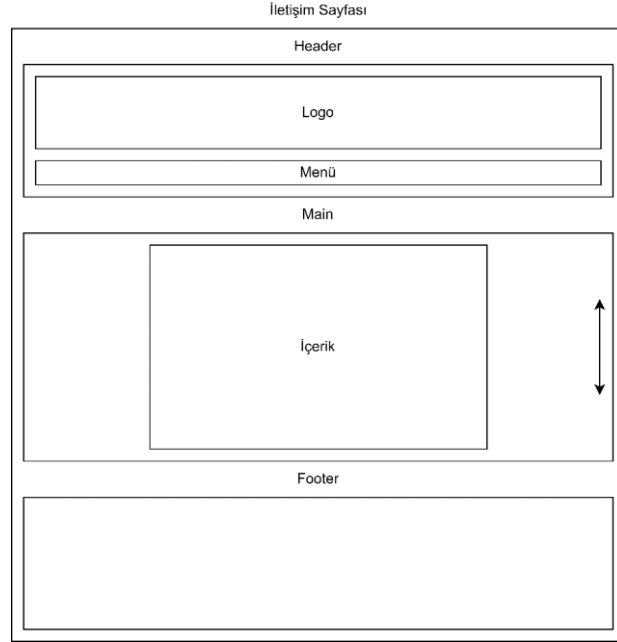 İletişim Sayfası
Header
Logo
Menü
Main
İçerik
Footer